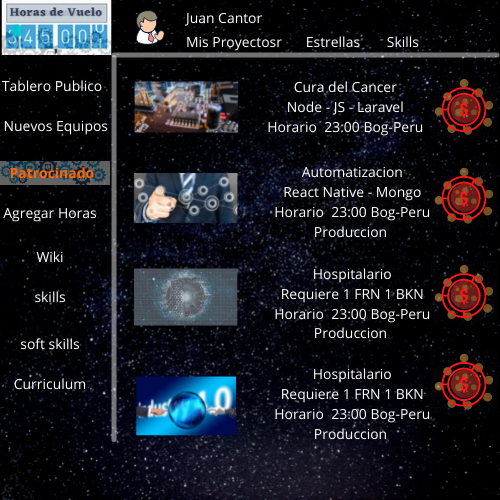 Horas de Vuelo
345000
Juan Cantor
Mis Proyectosr Estrellas Skills
Tablero Publico
Nuevos Equipos
Patrocinado
Agregar Horas
Wiki
skills
soft skills
Curriculum
Cura del Cancer
Node - JS - Laravel
Horario 23:00 Bog-Peru
Automatizacion
React Native - Mongo
Horario 23:00 Bog-Peru
Produccion
Hospitalario
Requiere 1 FRN 1 BKN
Horario 23:00 Bog-Peru
Produccion
Hospitalario
Requiere 1 FRN 1 BKN
Horario 23:00 Bog-Peru
Produccion